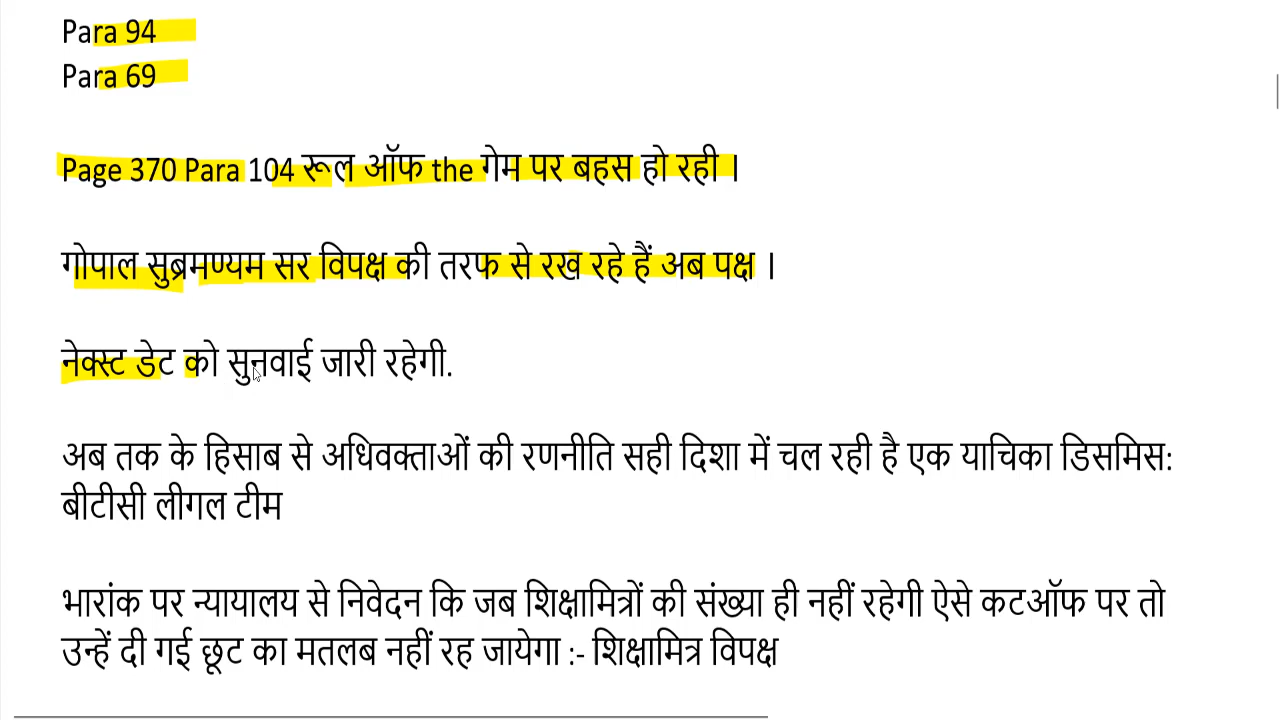 Para 94
Para 69
Page 370 Para 104 रूल ऑफ the गेम पर बहस हो रही ।
गोपाल सुब्रमण्यम सर विपक्ष की तरफ से रख रहे हैं अब पक्ष ।
नेक्स्ट डेट को सुनवाई जारी रहेगी.
अब तक के हिसाब से अधिवक्ताओं की रणनीति सही दिशा में चल रही है एक याचिका डिसमिस:
बीटीसी लीगल टीम
भारांक पर न्यायालय से निवेदन कि जब शिक्षामित्रों की संख्या ही नहीं रहेगी ऐसे कटऑफ पर तो
उन्हें दी गई छूट का मतलब नहीं रह जायेगा :- शिक्षामित्र विपक्ष